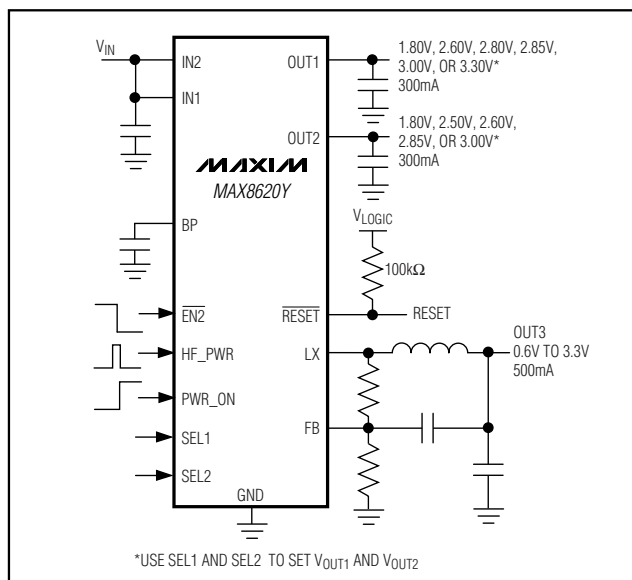 V_IN
IN2
IN1
BP
EN2
HF_PWR
PWR_ON
SEL1
SEL2
GND
MAXIM
MAX8620Y
OUT1
1.80V, 2.60V, 2.80V, 2.85V,
3.00V, OR 3.30V*
300mA
OUT2
1.80V, 2.50V, 2.60V,
2.85V, OR 3.00V*
300mA
V_LOGIC
100kΩ
RESET
RESET
LX
OUT3
0.6V TO 3.3V
500mA
FB
*USE SEL1 AND SEL2 TO SET V_OUT1 AND V_OUT2